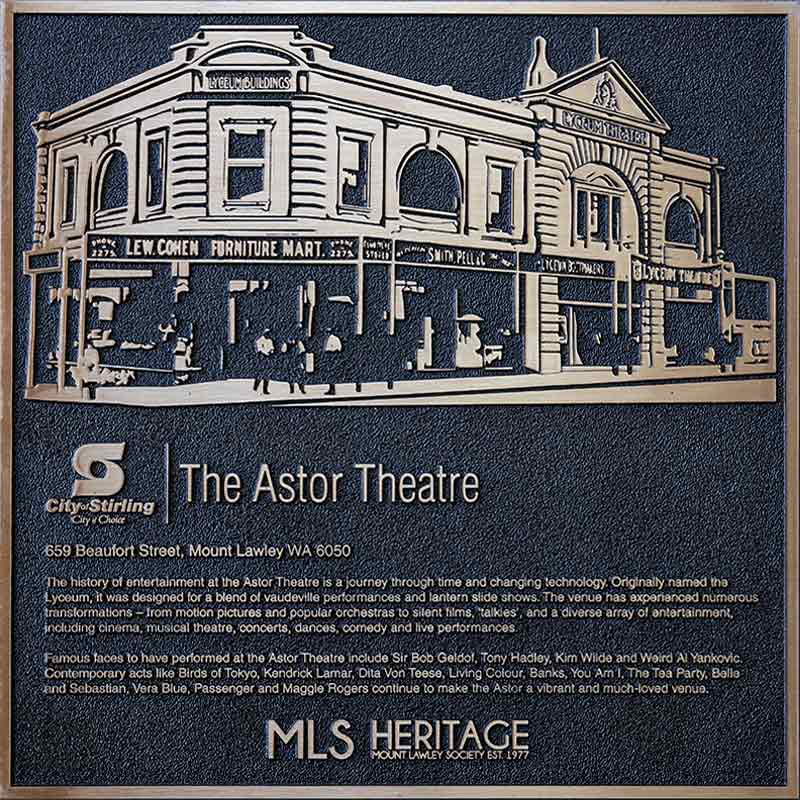 LYCEUM BUILDINGS
LYCEUM THEATRE
PHONE 2275 LEW. COHEN FURNITURE MART. PHONE 2275
SMITH, PELL & C
LYCEUM BOOTMAKERS
LYCEUM THEATRE
City of Stirling
City of Choice
The Astor Theatre
659 Beaufort Street, Mount Lawley WA 6050
The history of entertainment at the Astor Theatre is a journey through time and changing technology. Originally named the
Lyceum, it was designed for a blend of vaudeville performances and lantern slide shows. The venue has experienced numerous
transformations – from motion pictures and popular orchestras to silent films, 'talkies', and a diverse array of entertainment,
including cinema, musical theatre, concerts, dances, comedy and live performances.
Famous faces to have performed at the Astor Theatre include Sir Bob Geldof, Tony Hadley, Kim Wilde and Weird Al Yankovic.
Contemporary acts like Birds of Tokyo, Kendrick Lamar, Dita Von Teese, Living Colour, Banks, You Am I, The Tea Party, Belle
and Sebastian, Vera Blue, Passenger and Maggie Rogers continue to make the Astor a vibrant and much-loved venue.
MLS HERITAGE
MOUNT LAWLEY SOCIETY EST. 1977